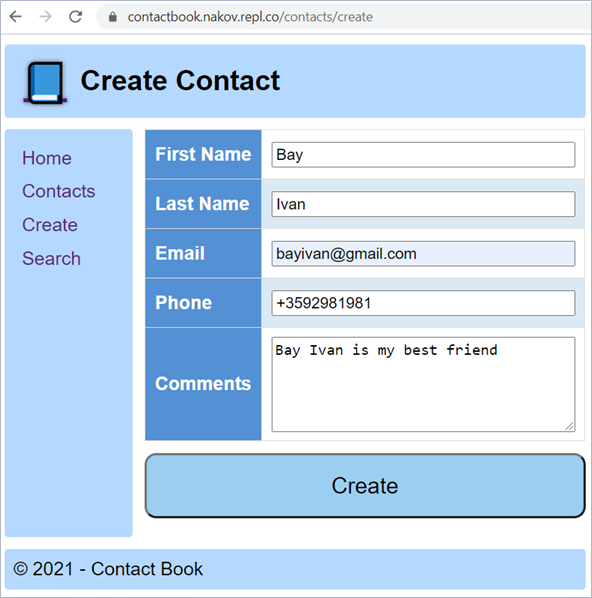 contactbook.nakov.repl.co/contacts/create
Create Contact
Home
Contacts
Create
Search
First Name Bay
Last Name Ivan
Email bayivan@gmail.com
Phone +3592981981
Comments Bay Ivan is my best friend
Create
© 2021 - Contact Book